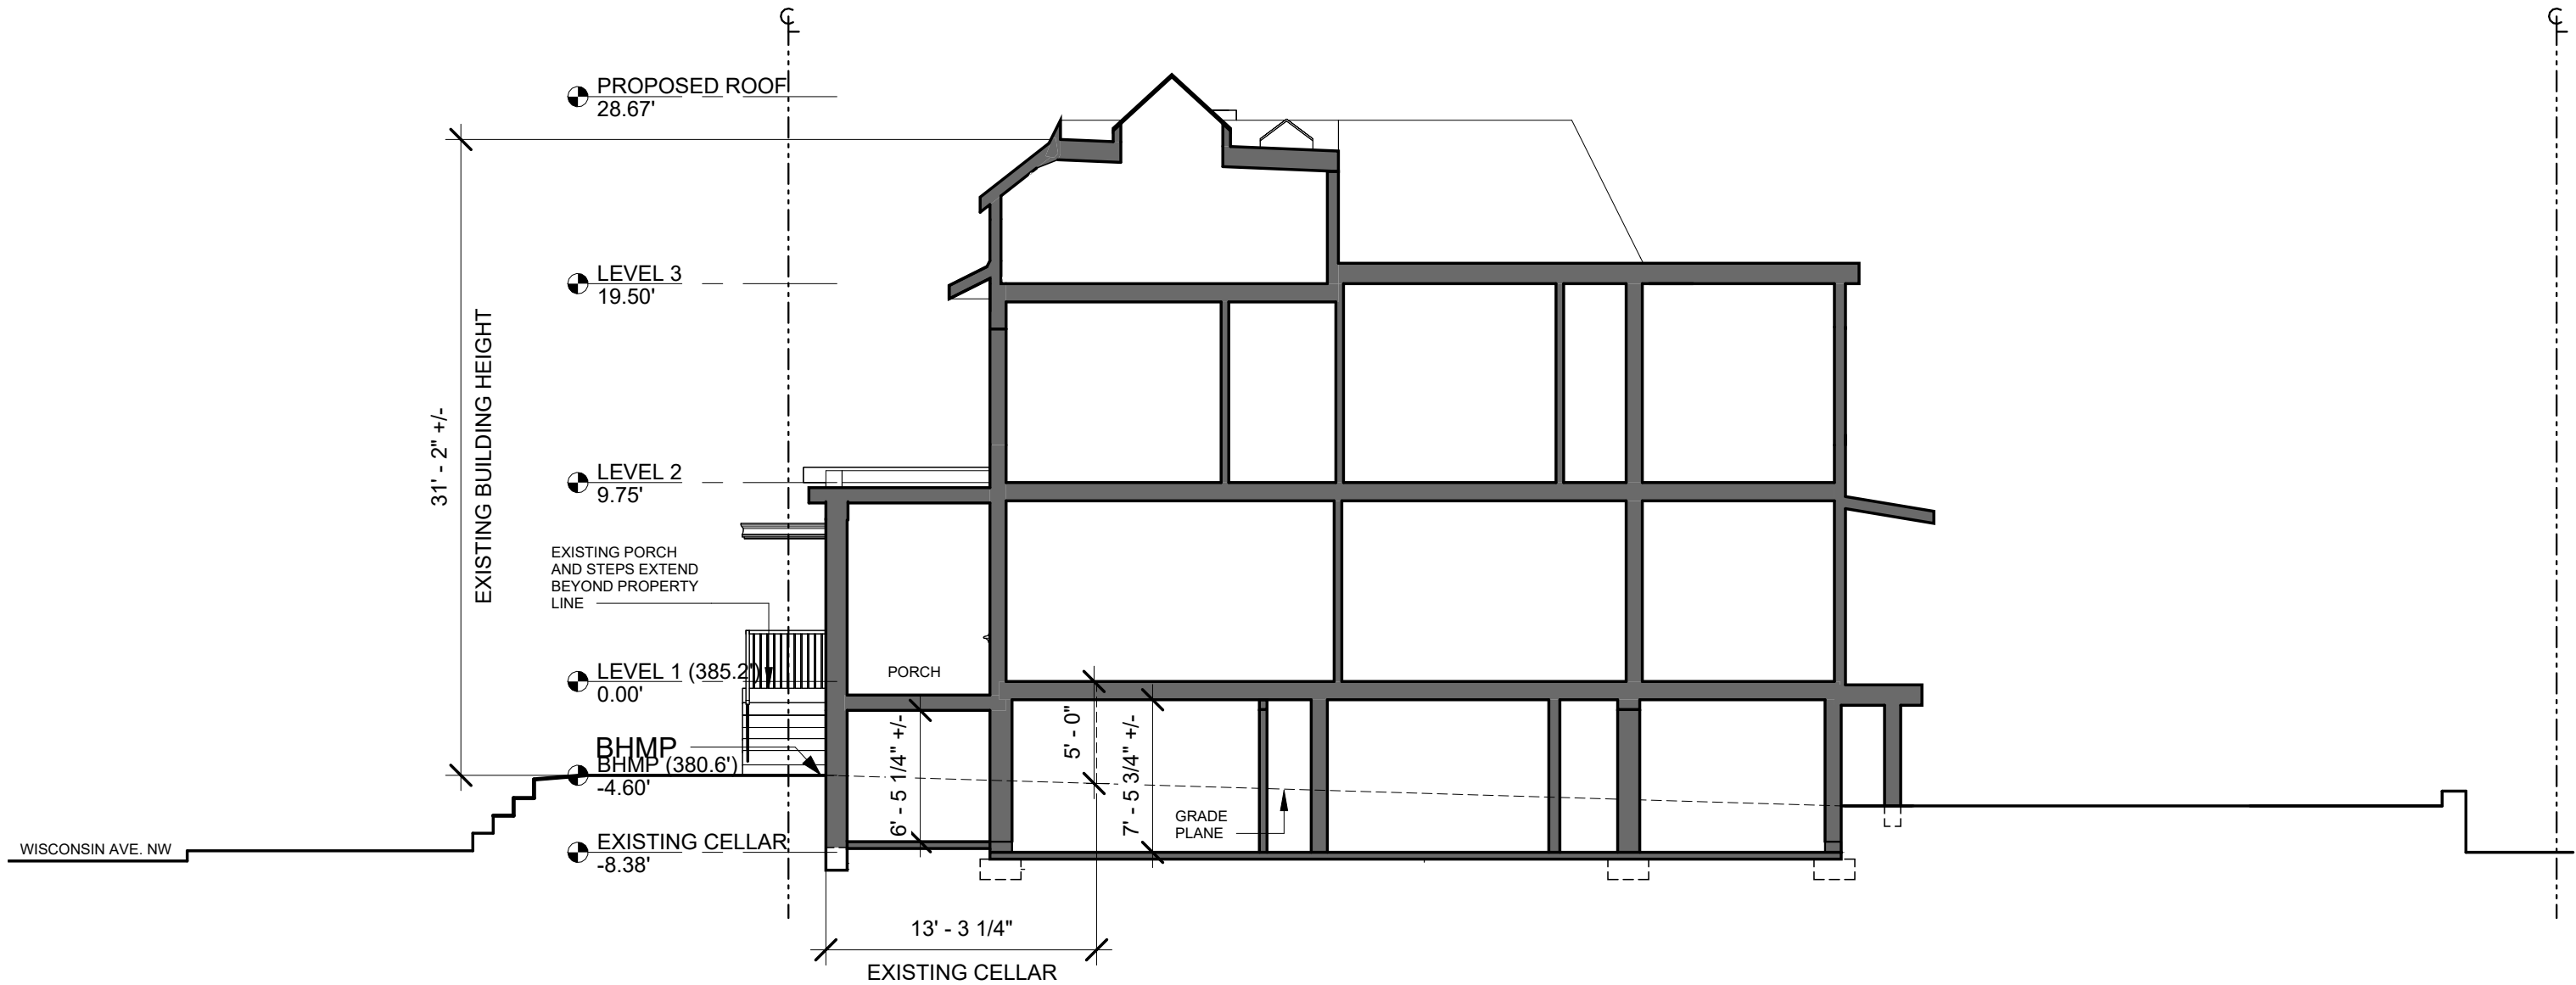 ℄
℄
PROPOSED ROOF
28.67'
LEVEL 3
19.50'
31' - 2" +/-
EXISTING BUILDING HEIGHT
LEVEL 2
9.75'
EXISTING PORCH
AND STEPS EXTEND
BEYOND PROPERTY
LINE
LEVEL 1 (385.2')
0.00'
PORCH
BHMP
BHMP (380.6')
-4.60'
6' - 5 1/4" +/-
5' - 0"
7' - 5 3/4" +/-
GRADE
PLANE
EXISTING CELLAR
-8.38'
WISCONSIN AVE. NW
13' - 3 1/4"
EXISTING CELLAR